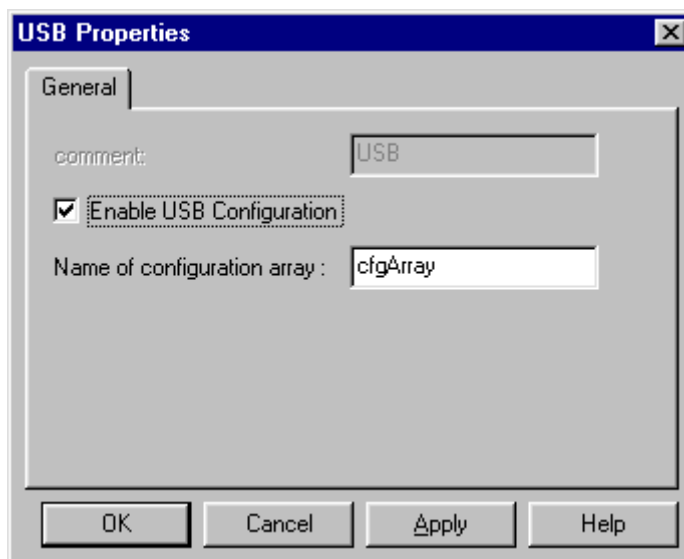 USB Properties
General
comment: USB
Enable USB Configuration
Name of configuration array : cfgArray
OK Cancel Apply Help